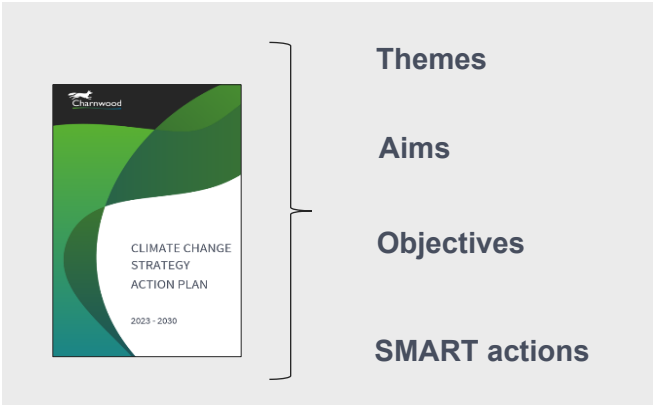 Charnwood
CLIMATE CHANGE
STRATEGY
ACTION PLAN
2023 - 2030
Themes
Aims
Objectives
SMART actions